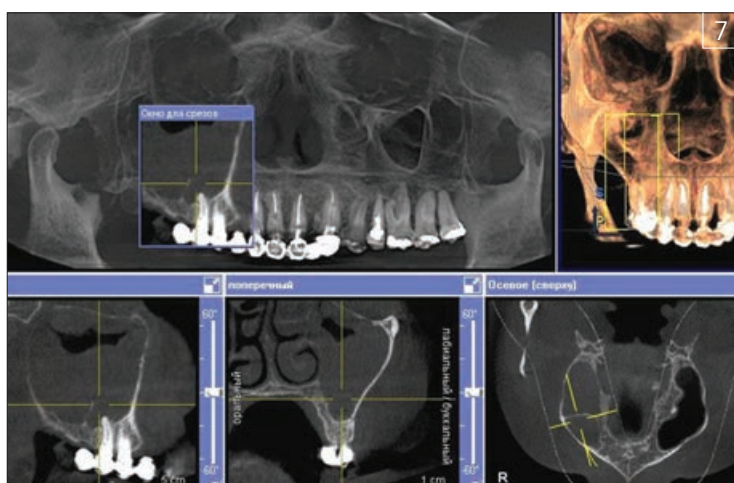 7
Окно для срезов
поперечный
Осевое (сверху)
60°
60°
оральный
лабиальный / буккальный
-60°
-60°
5 cm
1 cm
R